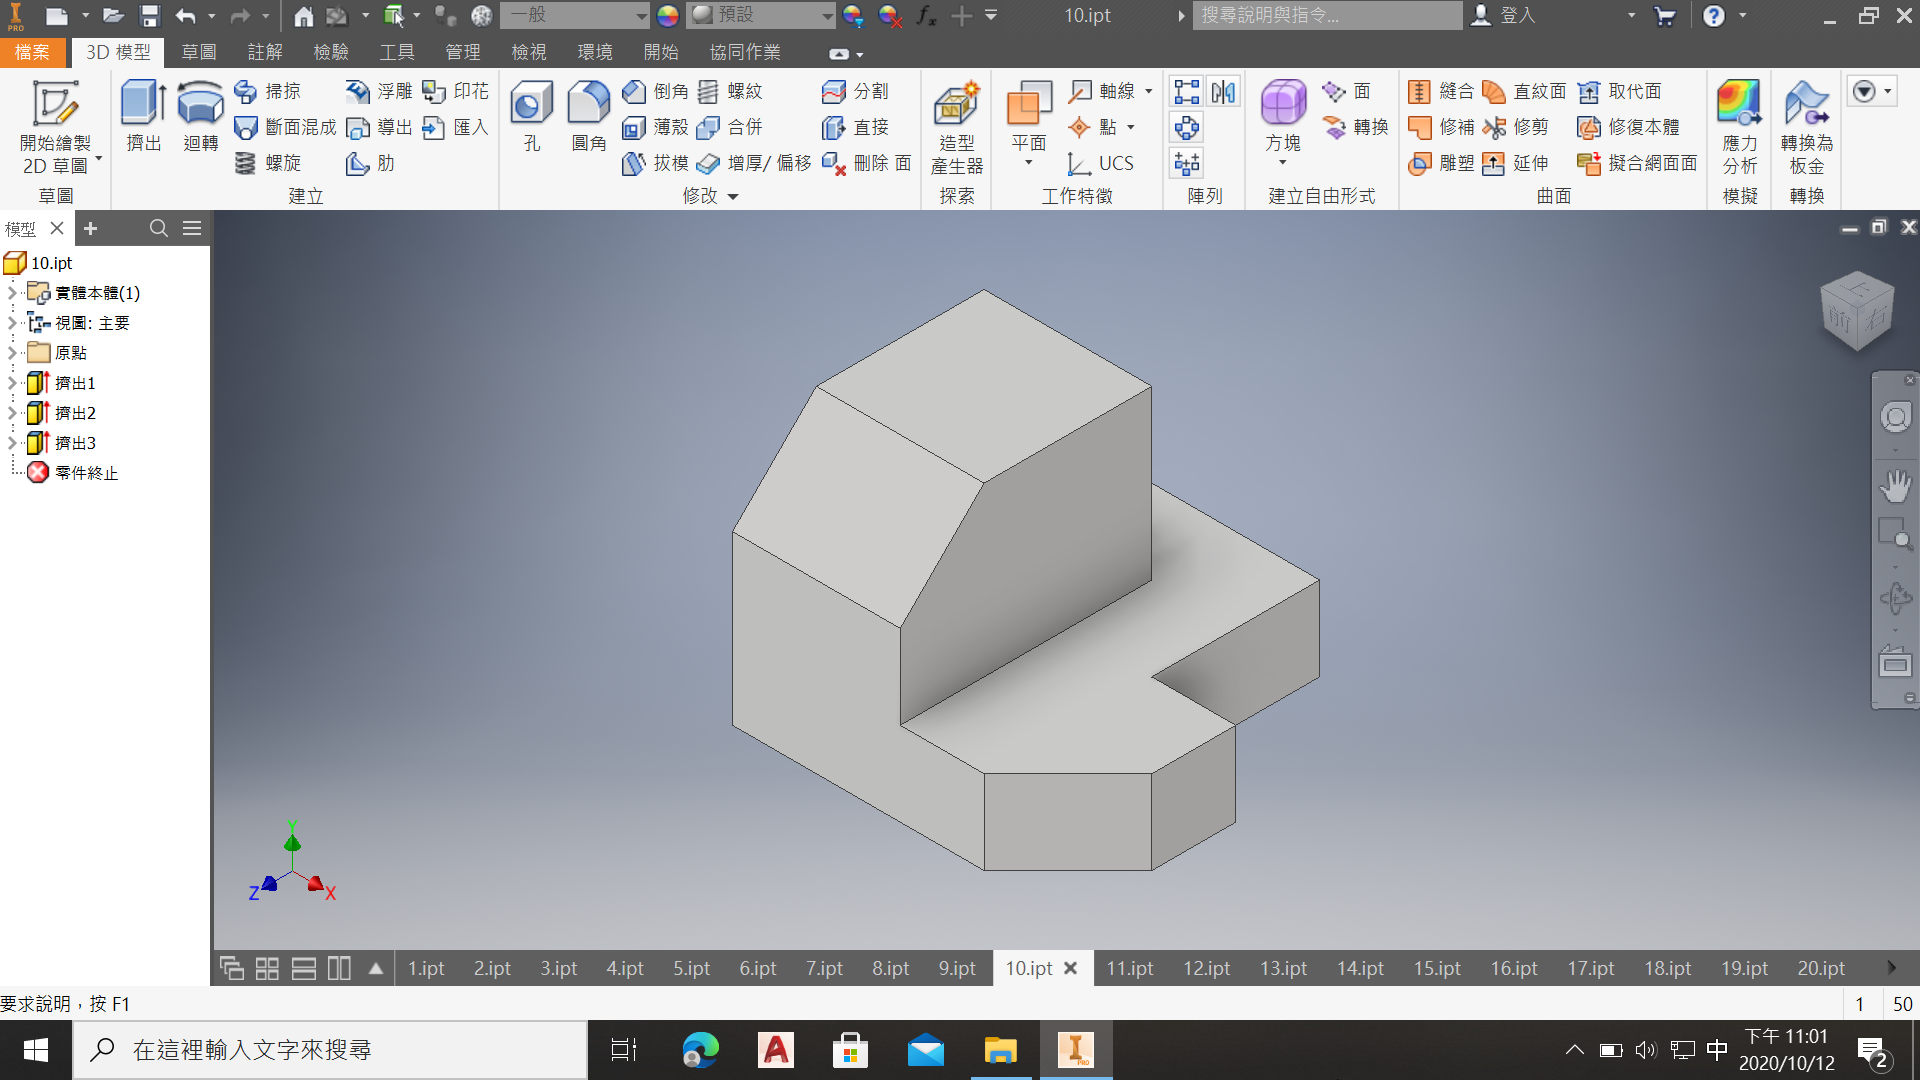 PRO 一般 預設 fx 10.ipt 搜尋說明與指令... 登入
檔案 3D 模型 草圖 註解 檢驗 工具 管理 檢視 環境 開始 協同作業
開始繪製
2D 草圖
草圖
擠出 迴轉 掃掠 浮雕 印花
斷面混成 導出 匯入
螺旋 肋
建立
孔 圓角 倒角 螺紋 分割
薄殼 合併 直接
拔模 增厚/ 偏移 刪除 面
修改
造型
產生器
探索
平面 軸線
點
UCS
工作特徵
陣列
方塊 面
轉換
建立自由形式
縫合 直紋面 取代面
修補 修剪 修復本體
雕塑 延伸 擬合網面面
曲面
應力
分析
模擬
轉換為
板金
轉換
模型
10.ipt
實體本體(1)
視圖: 主要
原點
擠出1
擠出2
擠出3
零件終止
上
前 右
Y
Z X
1.ipt 2.ipt 3.ipt 4.ipt 5.ipt 6.ipt 7.ipt 8.ipt 9.ipt 10.ipt 11.ipt 12.ipt 13.ipt 14.ipt 15.ipt 16.ipt 17.ipt 18.ipt 19.ipt 20.ipt
要求說明，按 F1 1 50
在這裡輸入文字來搜尋
中 下午 11:01
2020/10/12
2